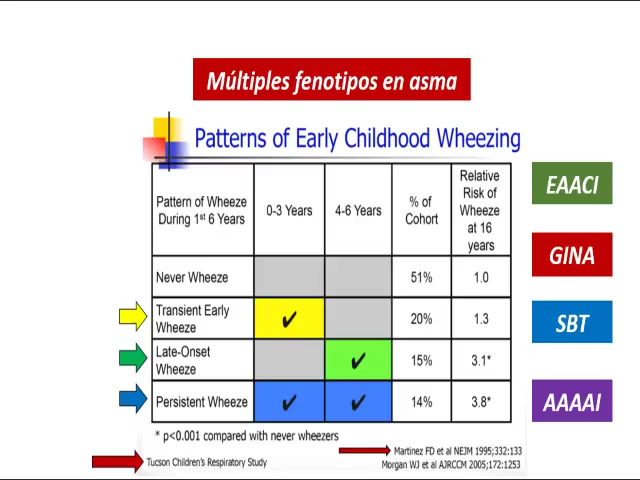 Múltiples fenotipos en asma
Patterns of Early Childhood Wheezing
Pattern of Wheeze
During 1st 6 Years
0-3 Years
4-6 Years
% of
Cohort
Relative
Risk of
Wheeze
at 16
years
Never Wheeze
51%
1.0
Transient Early
Wheeze
✔
20%
1.3
Late-Onset
Wheeze
✔
15%
3.1*
Persistent Wheeze
✔
✔
14%
3.8*
* p<0.001 compared with never wheezers
Tucson Children's Respiratory Study
Martinez FD et al NEJM 1995;332:133
Morgan WJ et al AJRCCM 2005;172:1253
EAACI
GINA
SBT
AAAAI